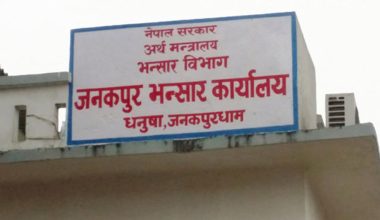 नेपाल सरकार
अर्थ मन्त्रालय
भन्सार विभाग
जनकपुर भन्सार कार्यालय
धनुषा,जनकपुरधाम